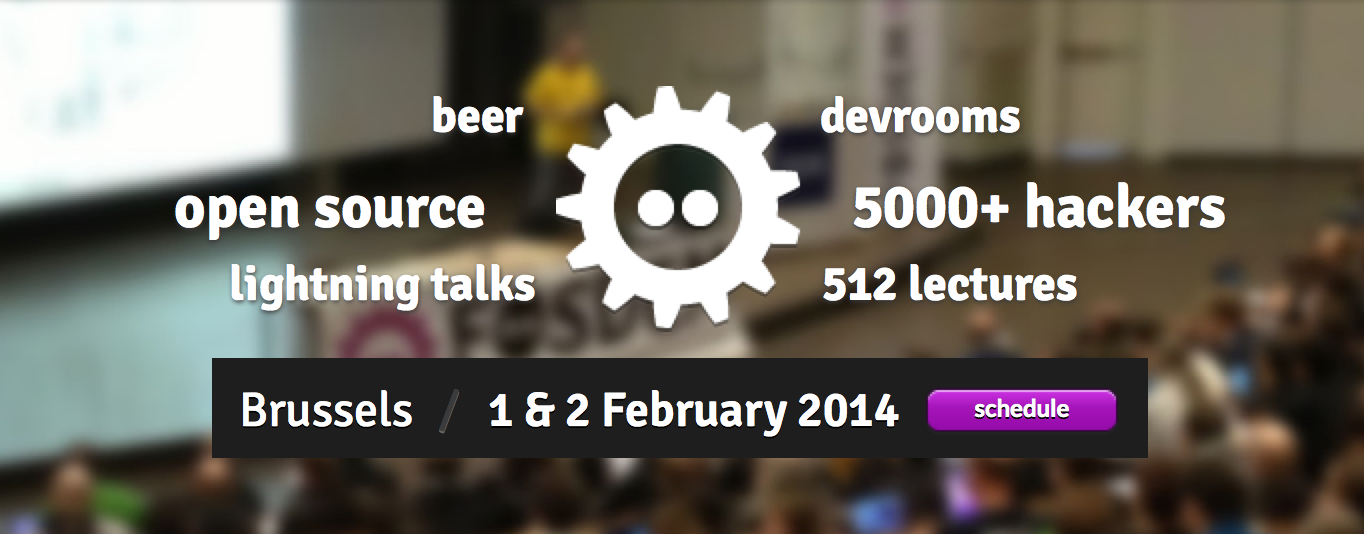 beer
devrooms
open source
5000+ hackers
lightning talks
512 lectures
Brussels / 1 & 2 February 2014 schedule